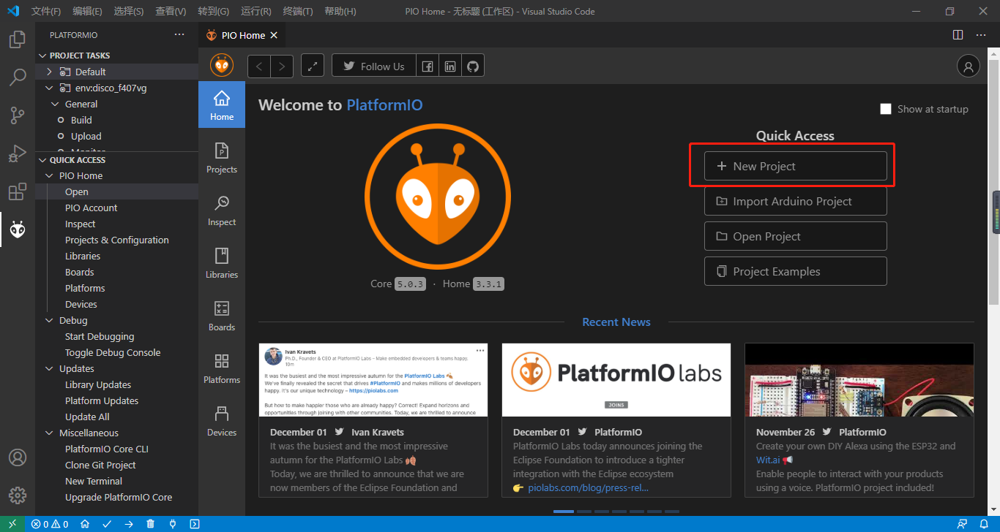 文件(F) 编辑(E) 选择(S) 查看(V) 转到(G) 运行(R) 终端(T) 帮助(H) PIO Home - 无标题 (工作区) - Visual Studio Code
PLATFORMIO
PROJECT TASKS
Default
env:disco_f407vg
General
Build
Upload
Monitor
QUICK ACCESS
PIO Home
Open
PIO Account
Inspect
Projects & Configuration
Libraries
Boards
Platforms
Devices
Debug
Start Debugging
Toggle Debug Console
Updates
Library Updates
Platform Updates
Update All
Miscellaneous
PlatformIO Core CLI
Clone Git Project
New Terminal
Upgrade PlatformIO Core
PIO Home
Follow Us
Home
Projects
Inspect
Libraries
Boards
Platforms
Devices
Welcome to PlatformIO
Show at startup
Core 5.0.3 · Home 3.3.1
Quick Access
New Project
Import Arduino Project
Open Project
Project Examples
Recent News
Ivan Kravets
Ph.D., Founder & CEO at PlatformIO Labs – Make embedded developers & teams happy.
10m
It was the busiest and the most impressive autumn for the PlatformIO Labs 🍂
We've finally revealed the secret that drives #PlatformIO and makes millions of developers
happy. It's our unique technology – https://piolabs.com
But how to make happier those who are already happy? Correct! Expand horizons and
opportunities through joining with other communities. Today, we are thrilled to announce
December 01 Ivan Kravets
It was the busiest and the most impressive
autumn for the PlatformIO Labs 🍂
Today, we are thrilled to announce that we are
now members of the Eclipse Foundation and
PlatformIO labs
JOINS
December 01 PlatformIO
PlatformIO Labs today announces joining the
Eclipse Foundation to introduce a tighter
integration with the Eclipse ecosystem
👉 piolabs.com/blog/press-rel...
November 26 PlatformIO
Create your own DIY Alexa using the ESP32 and
Wit.ai 📢
Enable people to interact with your products
using a voice. PlatformIO project included!
0 0